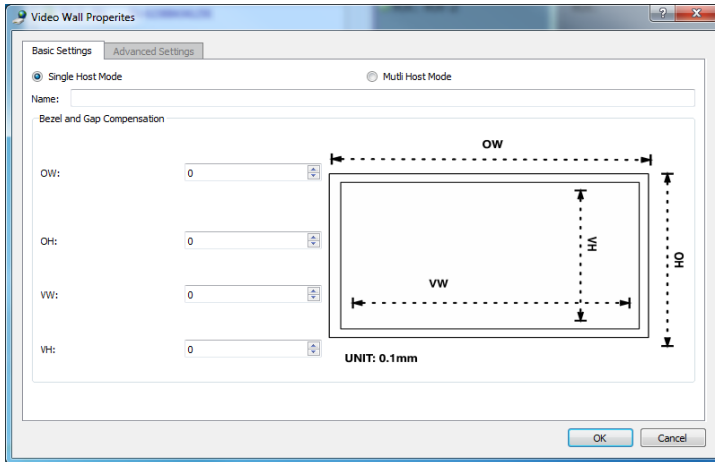 Video Wall Properites
Basic Settings Advanced Settings
Single Host Mode Mutli Host Mode
Name:
Bezel and Gap Compensation
OW
OW: 0
OH: 0
VH
OH
VW: 0
VW
VH: 0
UNIT: 0.1mm
OK Cancel